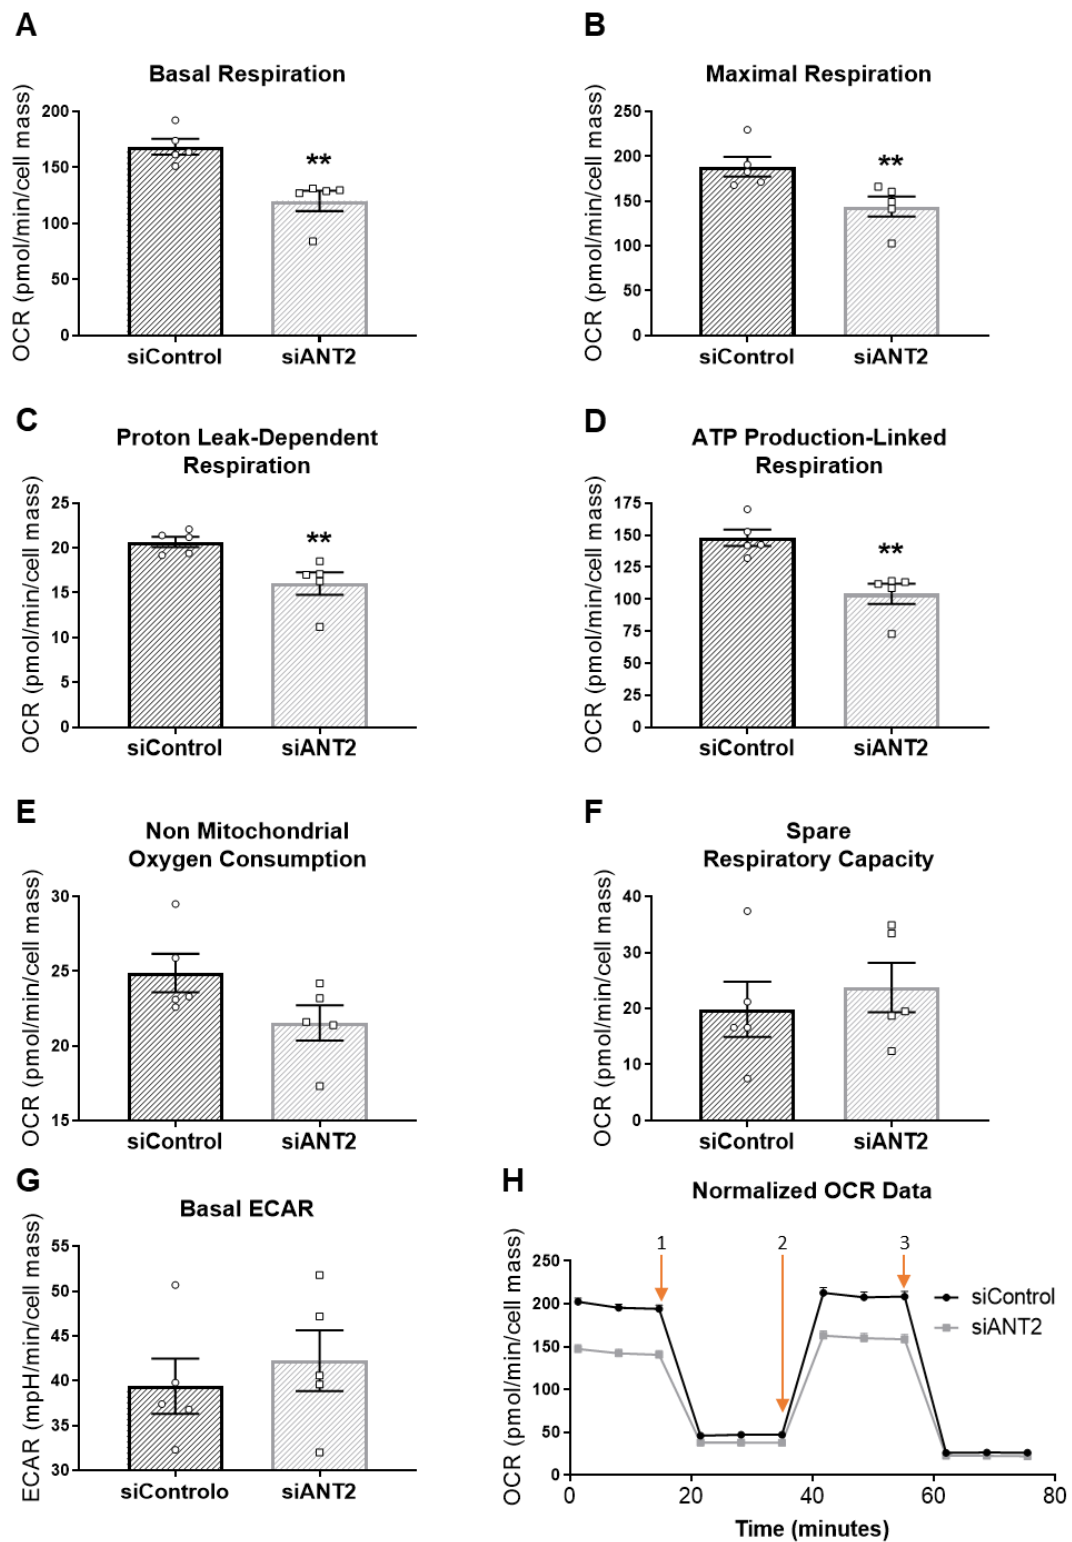 A
Basal Respiration
OCR (pmol/min/cell mass)
200
150
100
50
0
**
siControl
siANT2
B
Maximal Respiration
OCR (pmol/min/cell mass)
250
200
150
100
50
0
**
siControl
siANT2
C
Proton Leak-Dependent
Respiration
OCR (pmol/min/cell mass)
25
20
15
10
5
0
**
siControl
siANT2
D
ATP Production-Linked
Respiration
OCR (pmol/min/cell mass)
175
150
125
100
75
50
25
0
**
siControl
siANT2
E
Non Mitochondrial
Oxygen Consumption
OCR (pmol/min/cell mass)
30
25
20
15
siControl
siANT2
F
Spare
Respiratory Capacity
OCR (pmol/min/cell mass)
40
30
20
10
0
siControl
siANT2
G
Basal ECAR
ECAR (mpH/min/cell mass)
55
50
45
40
35
30
siControlo
siANT2
H
Normalized OCR Data
OCR (pmol/min/cell mass)
250
200
150
100
50
0
1
2
3
siControl
siANT2
0
20
40
60
80
Time (minutes)